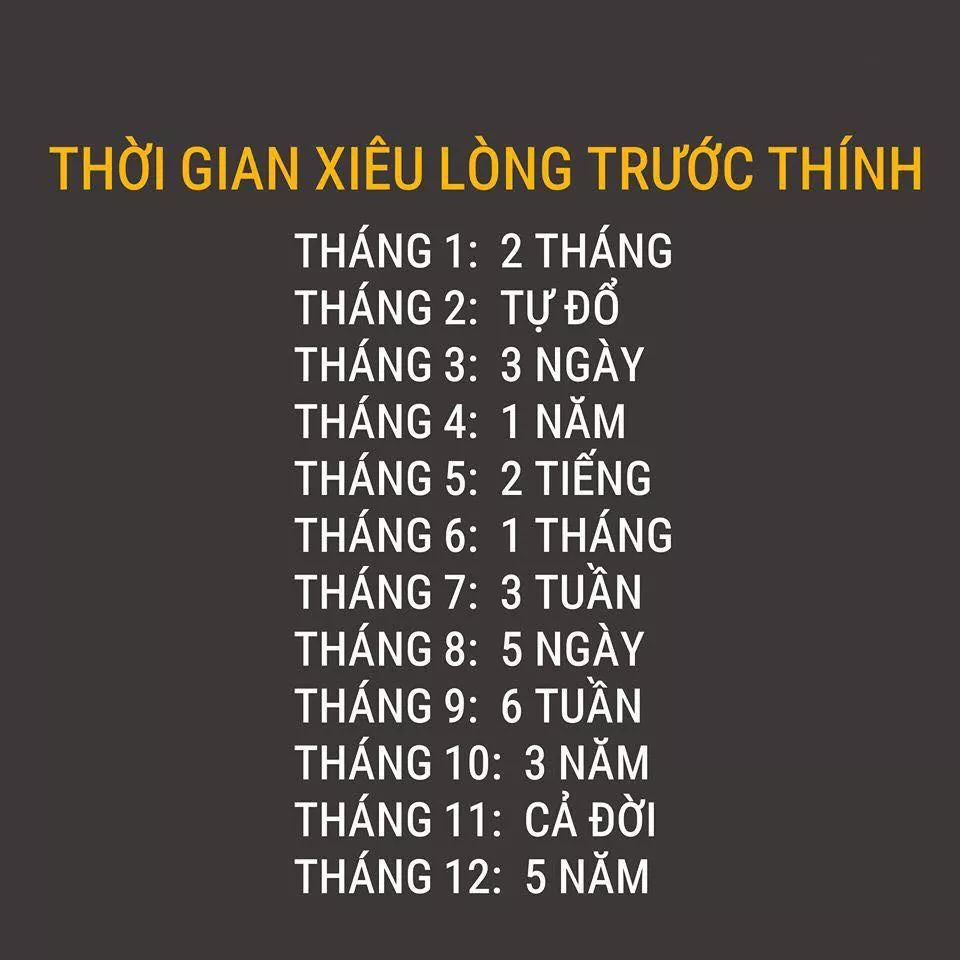 THỜI GIAN XIÊU LÒNG TRƯỚC THÍNH
THÁNG 1: 2 THÁNG
THÁNG 2: TỰ ĐỔ
THÁNG 3: 3 NGÀY
THÁNG 4: 1 NĂM
THÁNG 5: 2 TIẾNG
THÁNG 6: 1 THÁNG
THÁNG 7: 3 TUẦN
THÁNG 8: 5 NGÀY
THÁNG 9: 6 TUẦN
THÁNG 10: 3 NĂM
THÁNG 11: CẢ ĐỜI
THÁNG 12: 5 NĂM